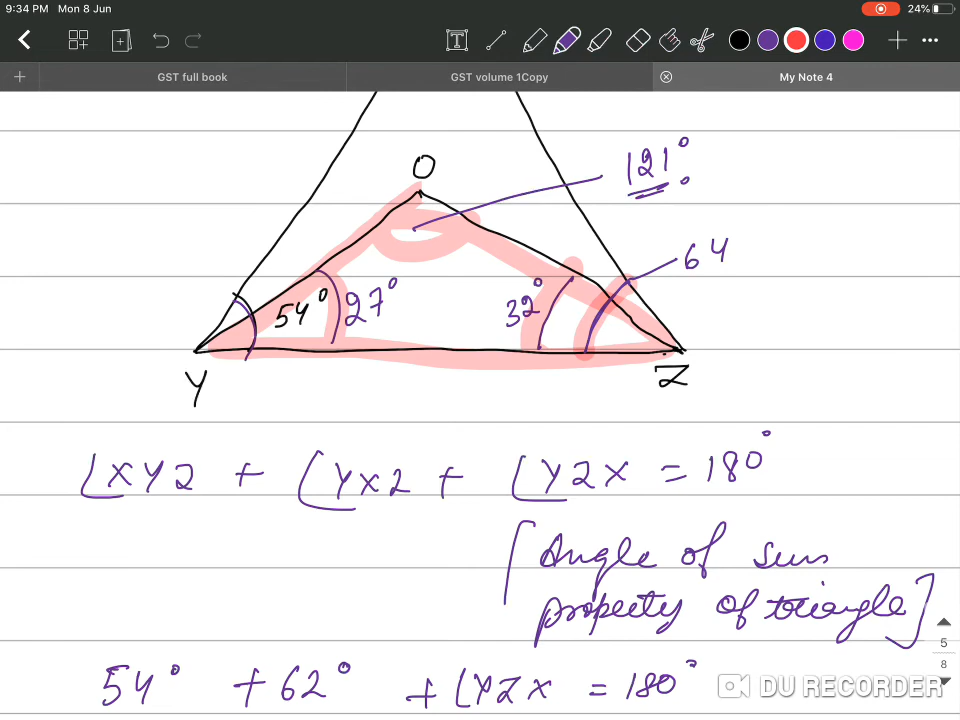 9:34 PM Mon 8 Jun 24%
GST full book GST volume 1Copy My Note 4
O
121°
64
54° 27° 32°
Y Z
∠XYZ + ∠YXZ + ∠YZX = 180°
[Angle of sum
property of triangle]
5
8
54° + 62° + ∠YZX = 180°
DU RECORDER